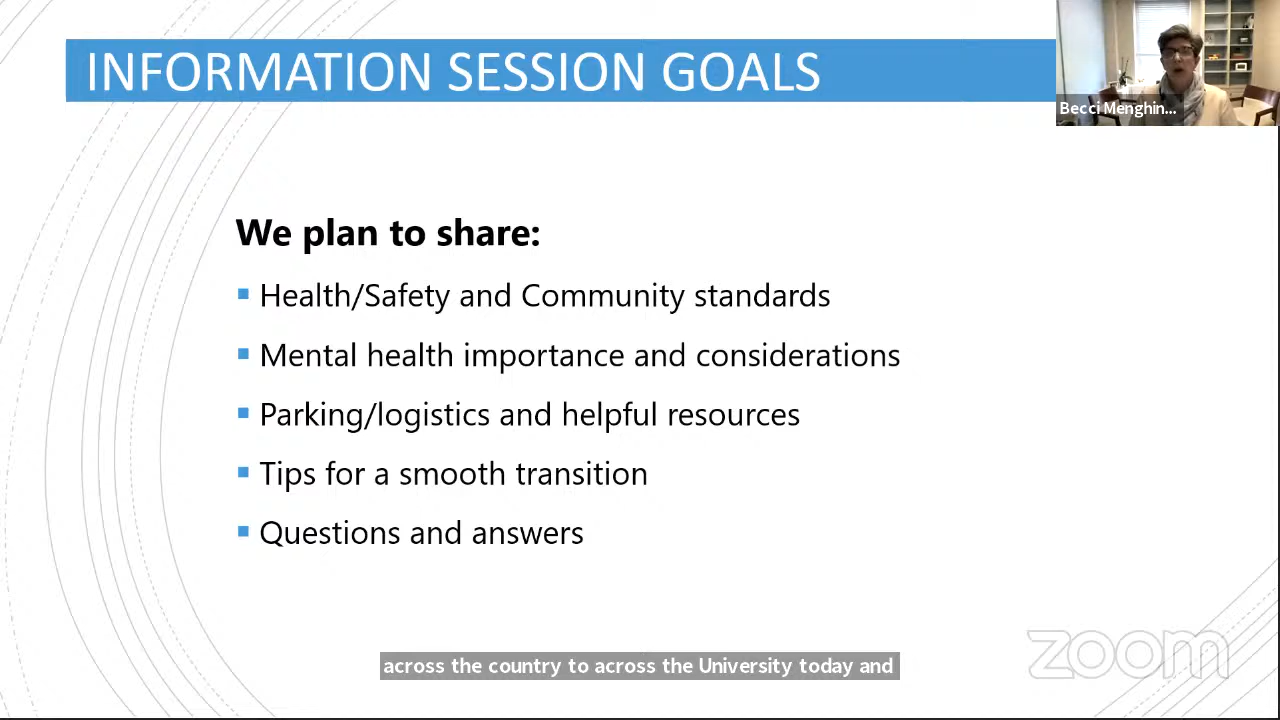 INFORMATION SESSION GOALS
Becci Menghin...
We plan to share:
Health/Safety and Community standards
Mental health importance and considerations
Parking/logistics and helpful resources
Tips for a smooth transition
Questions and answers
across the country to across the University today and
zoom